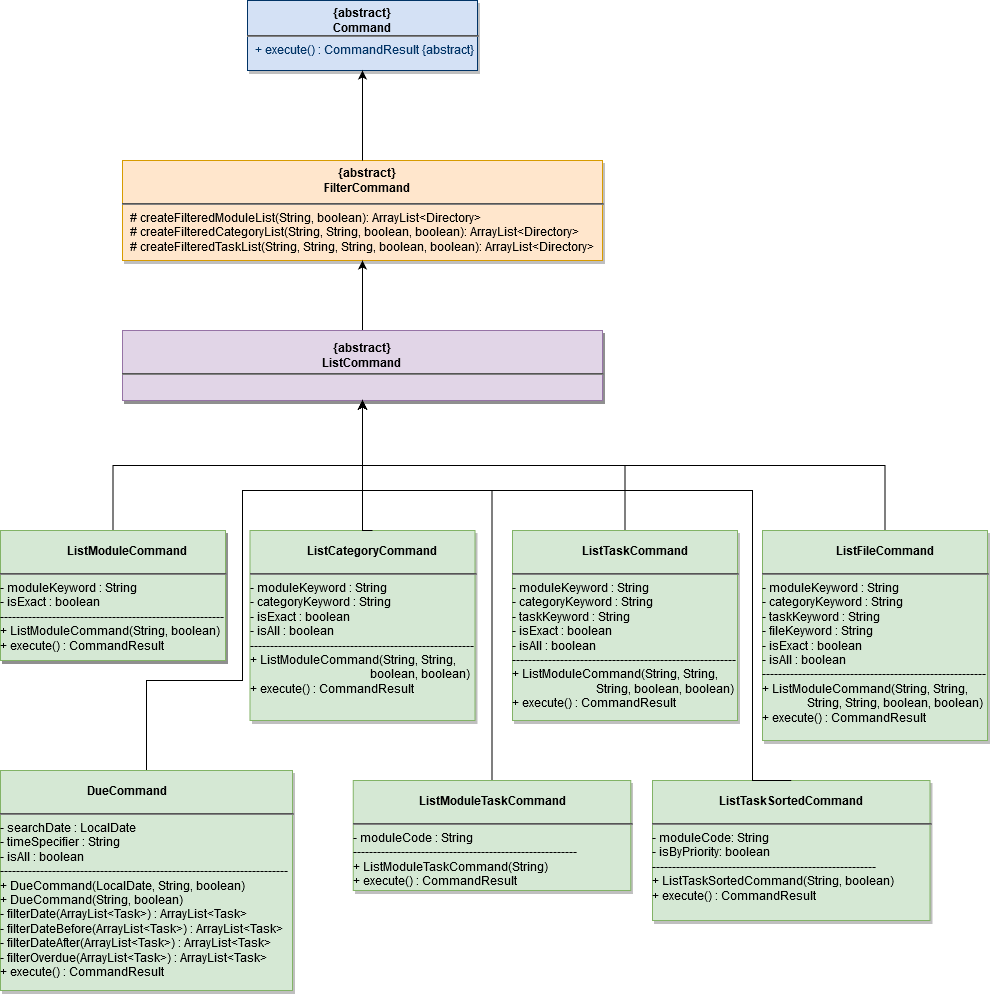 {abstract}
Command
+ execute() : CommandResult {abstract}
{abstract}
FilterCommand
# createFilteredModuleList(String, boolean): ArrayList<Directory>
# createFilteredCategoryList(String, String, boolean, boolean): ArrayList<Directory>
# createFilteredTaskList(String, String, String, boolean, boolean): ArrayList<Directory>
{abstract}
ListCommand
ListModuleCommand
- moduleKeyword : String
- isExact : boolean
+ ListModuleCommand(String, boolean)
+ execute() : CommandResult
ListCategoryCommand
- moduleKeyword : String
- categoryKeyword : String
- isExact : boolean
- isAll : boolean
+ ListModuleCommand(String, String,
boolean, boolean)
+ execute() : CommandResult
ListTaskCommand
- moduleKeyword : String
- categoryKeyword : String
- taskKeyword : String
- isExact : boolean
- isAll : boolean
+ ListModuleCommand(String, String,
String, boolean, boolean)
+ execute() : CommandResult
ListFileCommand
- moduleKeyword : String
- categoryKeyword : String
- taskKeyword : String
- fileKeyword : String
- isExact : boolean
- isAll : boolean
+ ListModuleCommand(String, String,
String, String, boolean, boolean)
+ execute() : CommandResult
DueCommand
- searchDate : LocalDate
- timeSpecifier : String
- isAll : boolean
+ DueCommand(LocalDate, String, boolean)
+ DueCommand(String, boolean)
- filterDate(ArrayList<Task>) : ArrayList<Task>
- filterDateBefore(ArrayList<Task>) : ArrayList<Task>
- filterDateAfter(ArrayList<Task>) : ArrayList<Task>
- filterOverdue(ArrayList<Task>) : ArrayList<Task>
+ execute() : CommandResult
ListModuleTaskCommand
- moduleCode : String
+ ListModuleTaskCommand(String)
+ execute() : CommandResult
ListTaskSortedCommand
- moduleCode: String
- isByPriority: boolean
+ ListTaskSortedCommand(String, boolean)
+ execute() : CommandResult